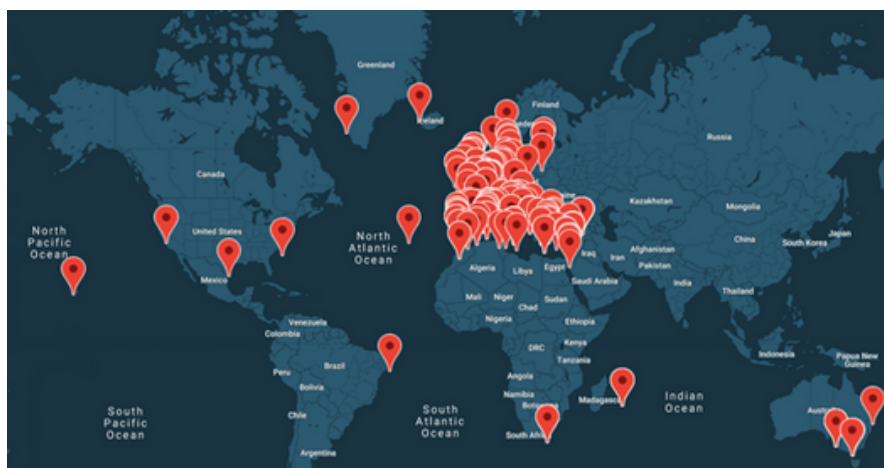 Greenland
Iceland
Finland
Russia
Canada
Kazakhstan
Mongolia
North
Pacific
Ocean
United States
North
Atlantic
Ocean
China
South Korea
Japan
Iraq
Iran
Afghanistan
Pakistan
Mexico
Algeria
Libya
Egypt
Saudi Arabia
India
Thailand
Mali
Niger
Chad
Sudan
Nigeria
Ethiopia
Venezuela
Colombia
DRC
Kenya
Tanzania
Indonesia
Papua New
Guinea
Peru
Brazil
Bolivia
Angola
Namibia
Botswana
Madagascar
Indian
Ocean
South
Pacific
Ocean
Chile
South
Atlantic
Ocean
South Afri
Argentina